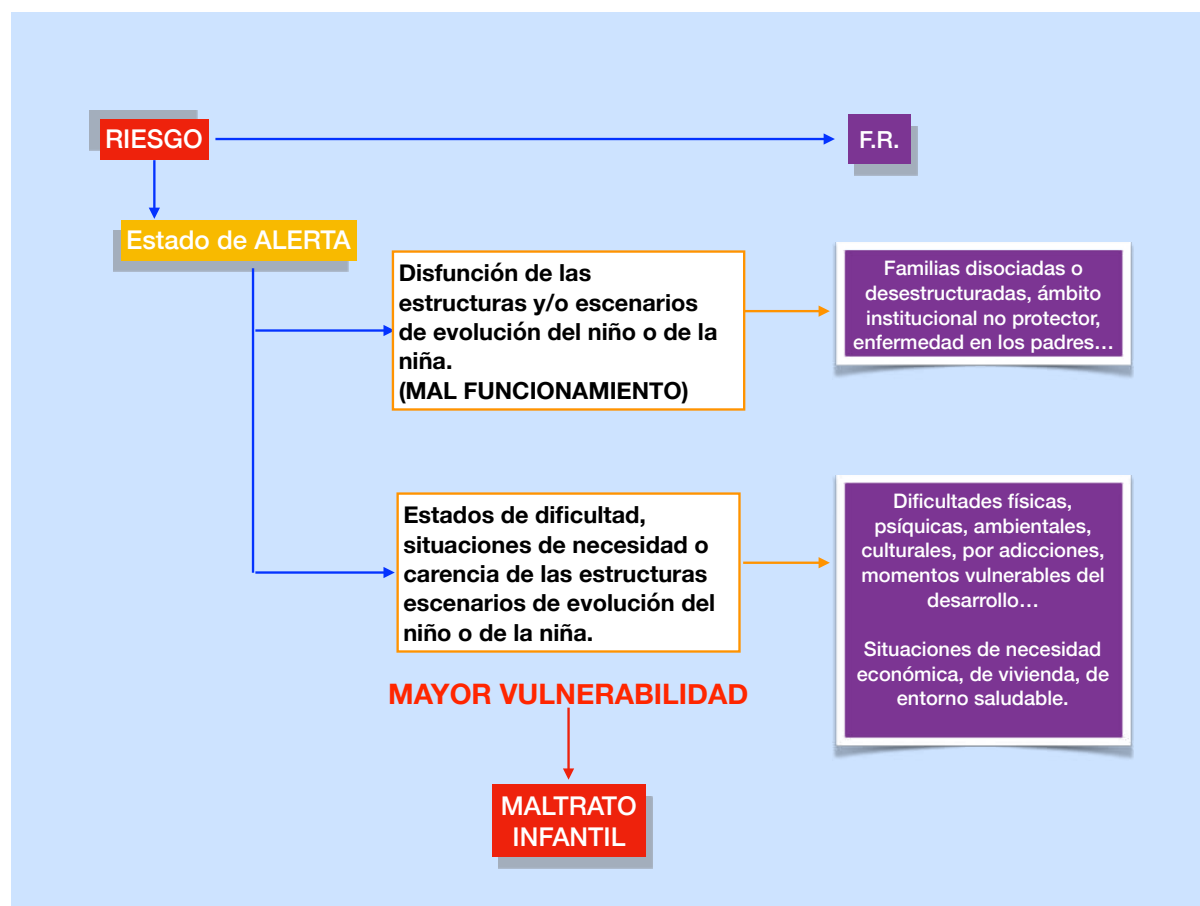 RIESGO
F.R.
Estado de ALERTA
Disfunción de las
estructuras y/o escenarios
de evolución del niño o de la
niña.
(MAL FUNCIONAMIENTO)
Familias disociadas o
desestructuradas, ámbito
institucional no protector,
enfermedad en los padres…
Estados de dificultad,
situaciones de necesidad o
carencia de las estructuras
escenarios de evolución del
niño o de la niña.
Dificultades físicas,
psíquicas, ambientales,
culturales, por adicciones,
momentos vulnerables del
desarrollo…
Situaciones de necesidad
económica, de vivienda, de
entorno saludable.
MAYOR VULNERABILIDAD
MALTRATO
INFANTIL